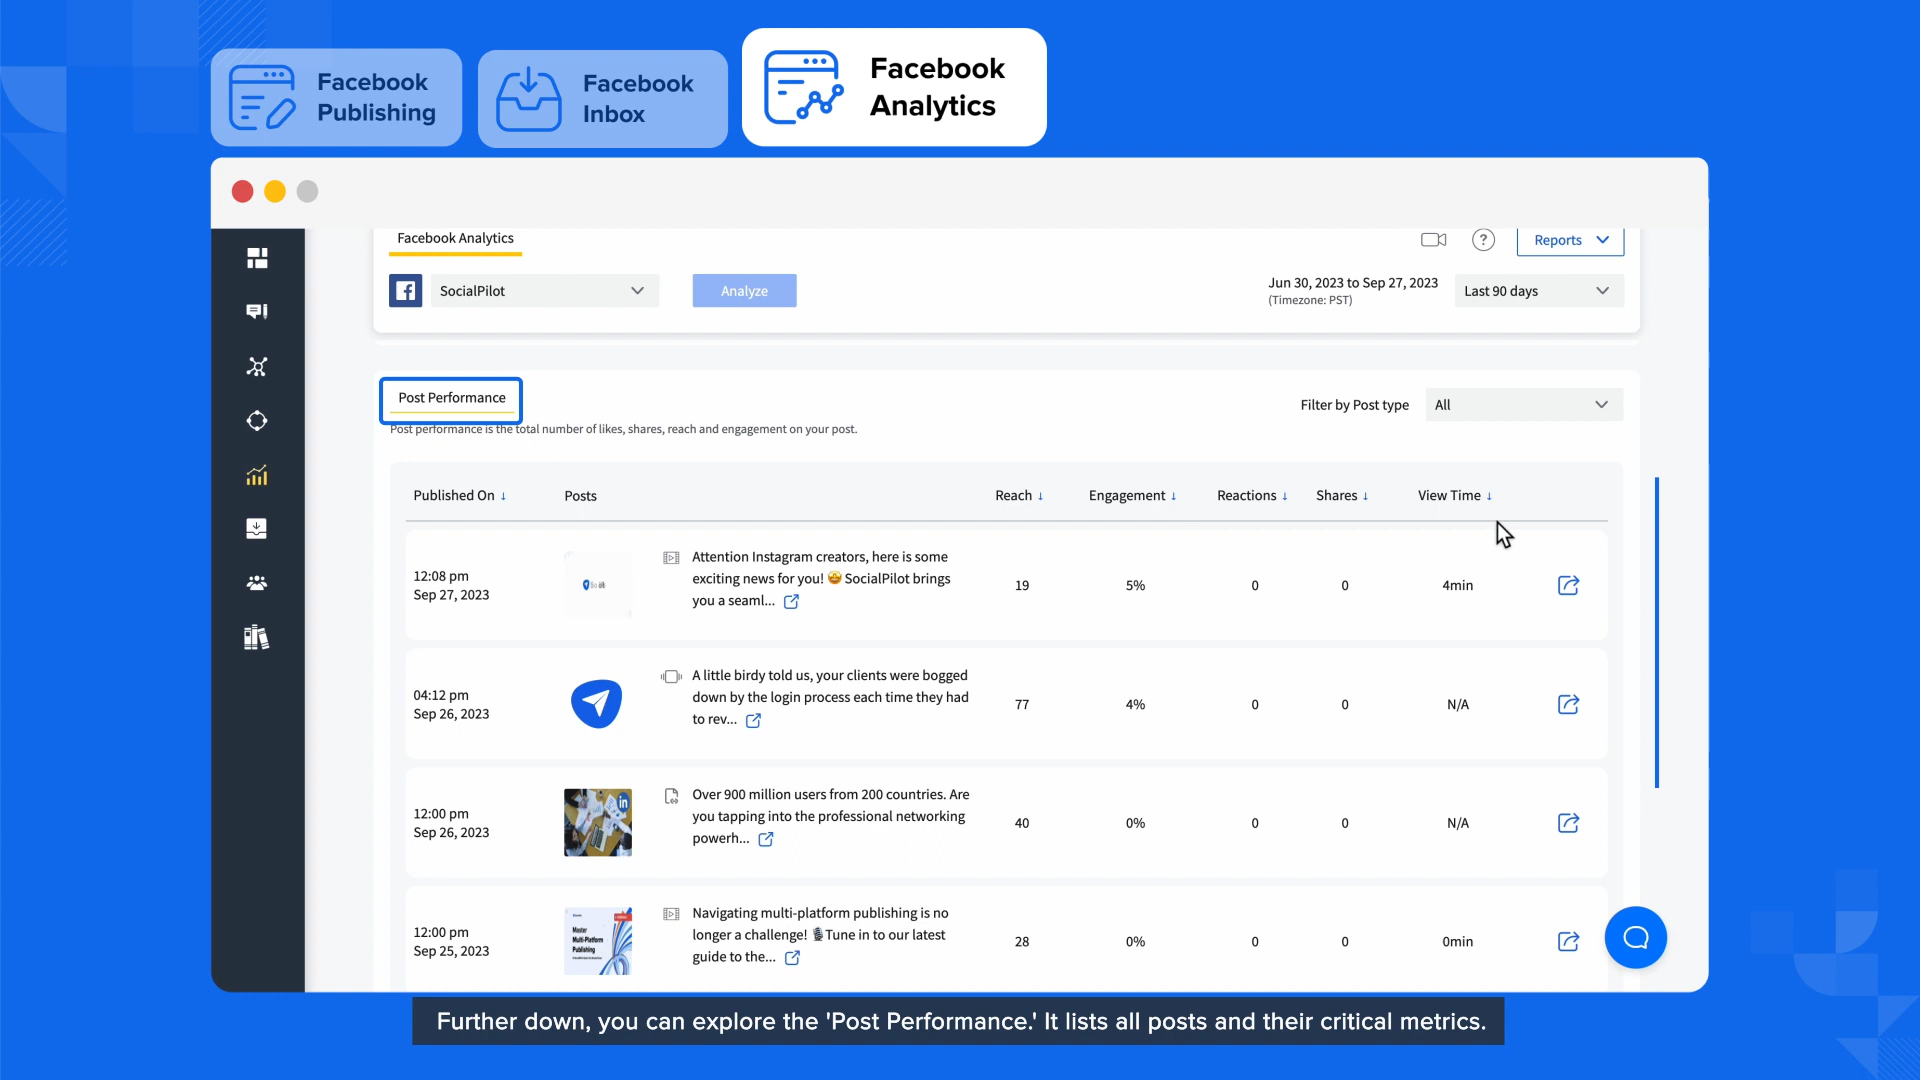 Facebook
Publishing
Facebook
Inbox
Facebook
Analytics
Facebook Analytics
?
Reports
SocialPilot
Analyze
Jun 30, 2023 to Sep 27, 2023
(Timezone: PST)
Last 90 days
Post Performance
Filter by Post type
All
Post performance is the total number of likes, shares, reach and engagement on your post.
Published On ↓
Posts
Reach ↓
Engagement ↓
Reactions ↓
Shares ↓
View Time ↓
12:08 pm
Sep 27, 2023
Attention Instagram creators, here is some
exciting news for you! 🤩 SocialPilot brings
you a seaml...
19
5%
0
0
4min
04:12 pm
Sep 26, 2023
A little birdy told us, your clients were bogged
down by the login process each time they had
to rev...
77
4%
0
0
N/A
12:00 pm
Sep 26, 2023
in
Over 900 million users from 200 countries. Are
you tapping into the professional networking
powerh...
40
0%
0
0
N/A
12:00 pm
Sep 25, 2023
Master
Multi-Platform
Publishing
Navigating multi-platform publishing is no
longer a challenge! 🎙️Tune in to our latest
guide to the...
28
0%
0
0
0min
Further down, you can explore the 'Post Performance.' It lists all posts and their critical metrics.